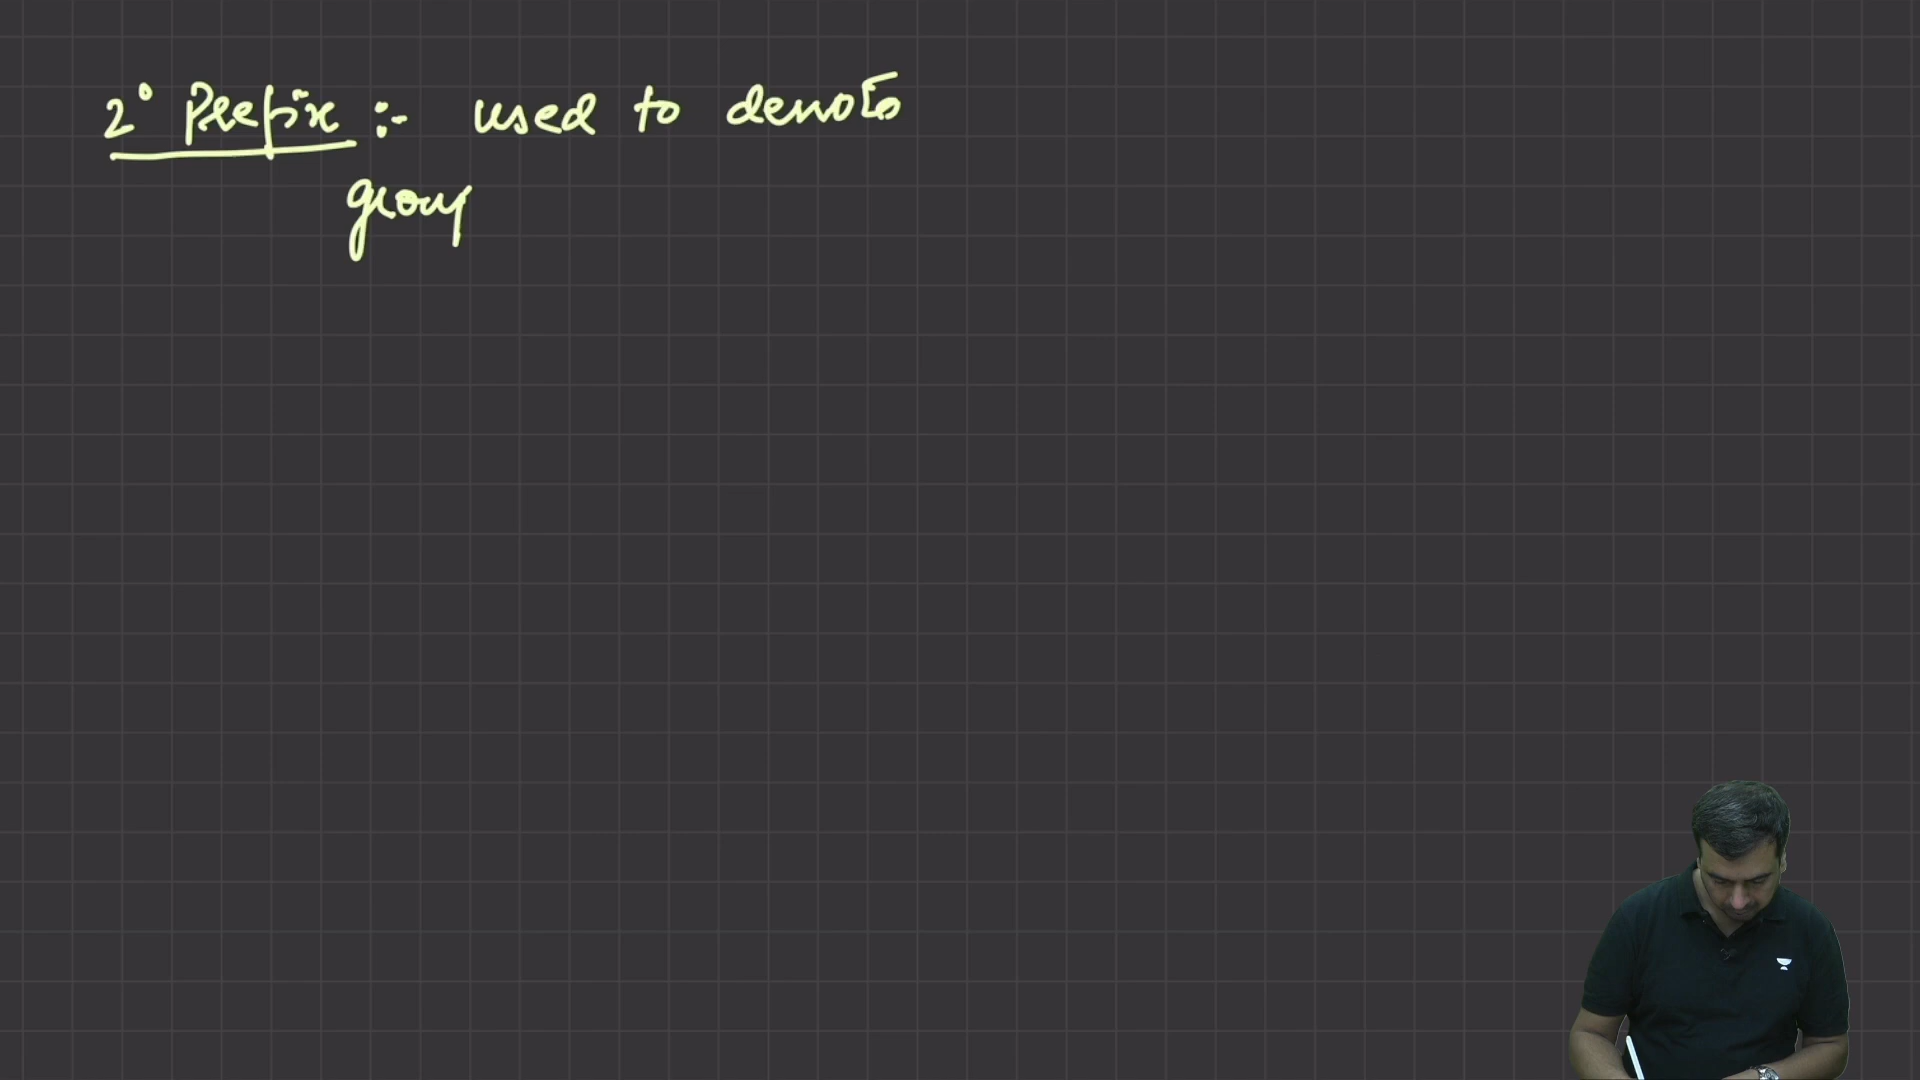 2° Prefix :- used to denote
group